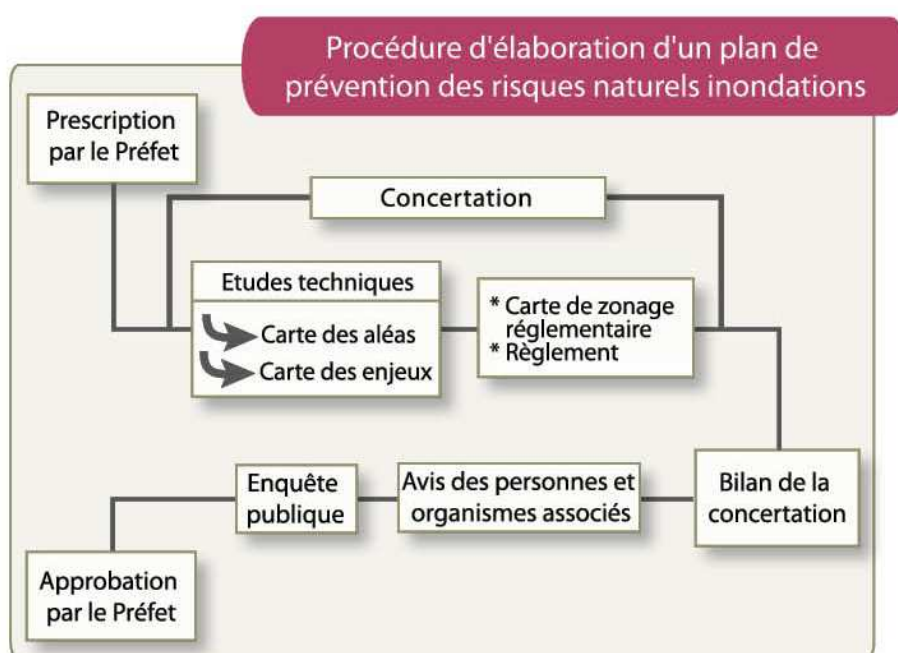 Procédure d'élaboration d'un plan de
prévention des risques naturels inondations
Prescription
par le Préfet
Concertation
Etudes techniques
Carte des aléas
Carte des enjeux
* Carte de zonage
réglementaire
* Règlement
Bilan de la
concertation
Avis des personnes et
organismes associés
Enquête
publique
Approbation
par le Préfet